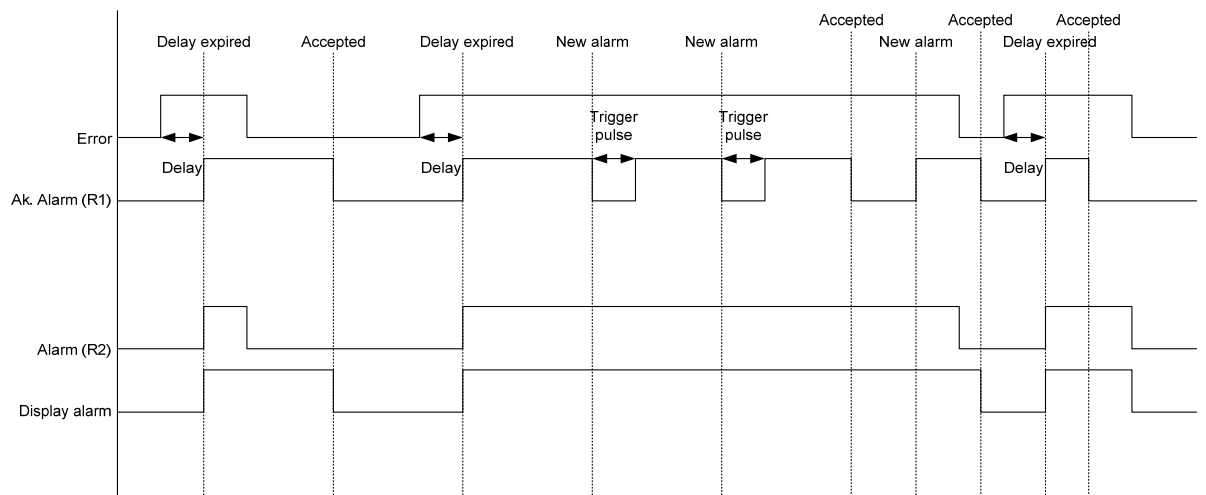 Accepted Accepted Accepted
Delay expired Accepted Delay expired New alarm New alarm New alarm Delay expired
Trigger pulse
Trigger pulse
Error
Delay Delay Delay
Ak. Alarm (R1)
Alarm (R2)
Display alarm